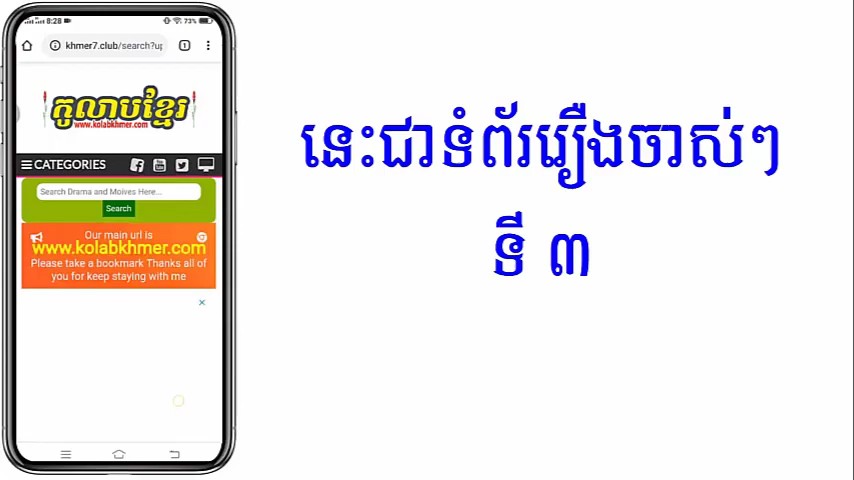 8:28
73%
khmer7.club/search?up
1
កូលាបខ្មែរ
www.kolabkhmer.com
CATEGORIES
Search Drama and Moives Here...
Search
Our main url is
www.kolabkhmer.com
Please take a bookmark Thanks all of
you for keep staying with me
នេះជាទំព័ររឿងចាស់ៗ
ទី ៣